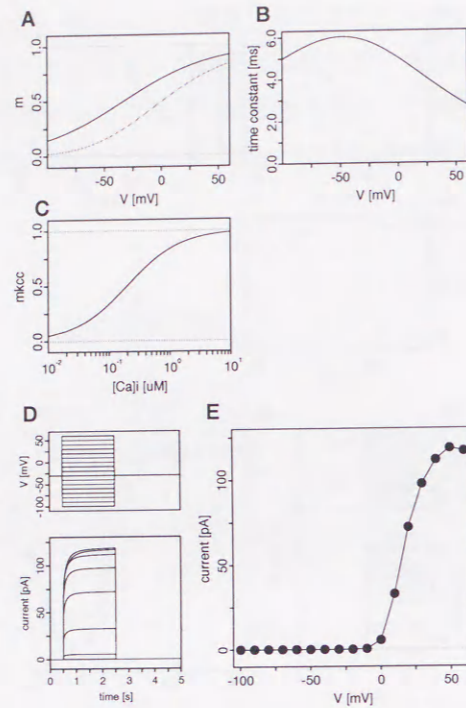 A
m
0.0 0.5 1.0
-50 0 50
V [mV]
B
time constant [ms]
0.0 2.0 4.0 6.0
-50 0 50
V [mV]
C
mkcc
0.0 0.5 1.0
10⁻² 10⁻¹ 10⁰ 10¹
[Ca]i [uM]
D
V [mV]
-100 -50 0 50
current [pA]
0 50 100
0 1 2 3 4 5
time [s]
E
current [pA]
0 50 100
-100 -50 0 50
V [mV]